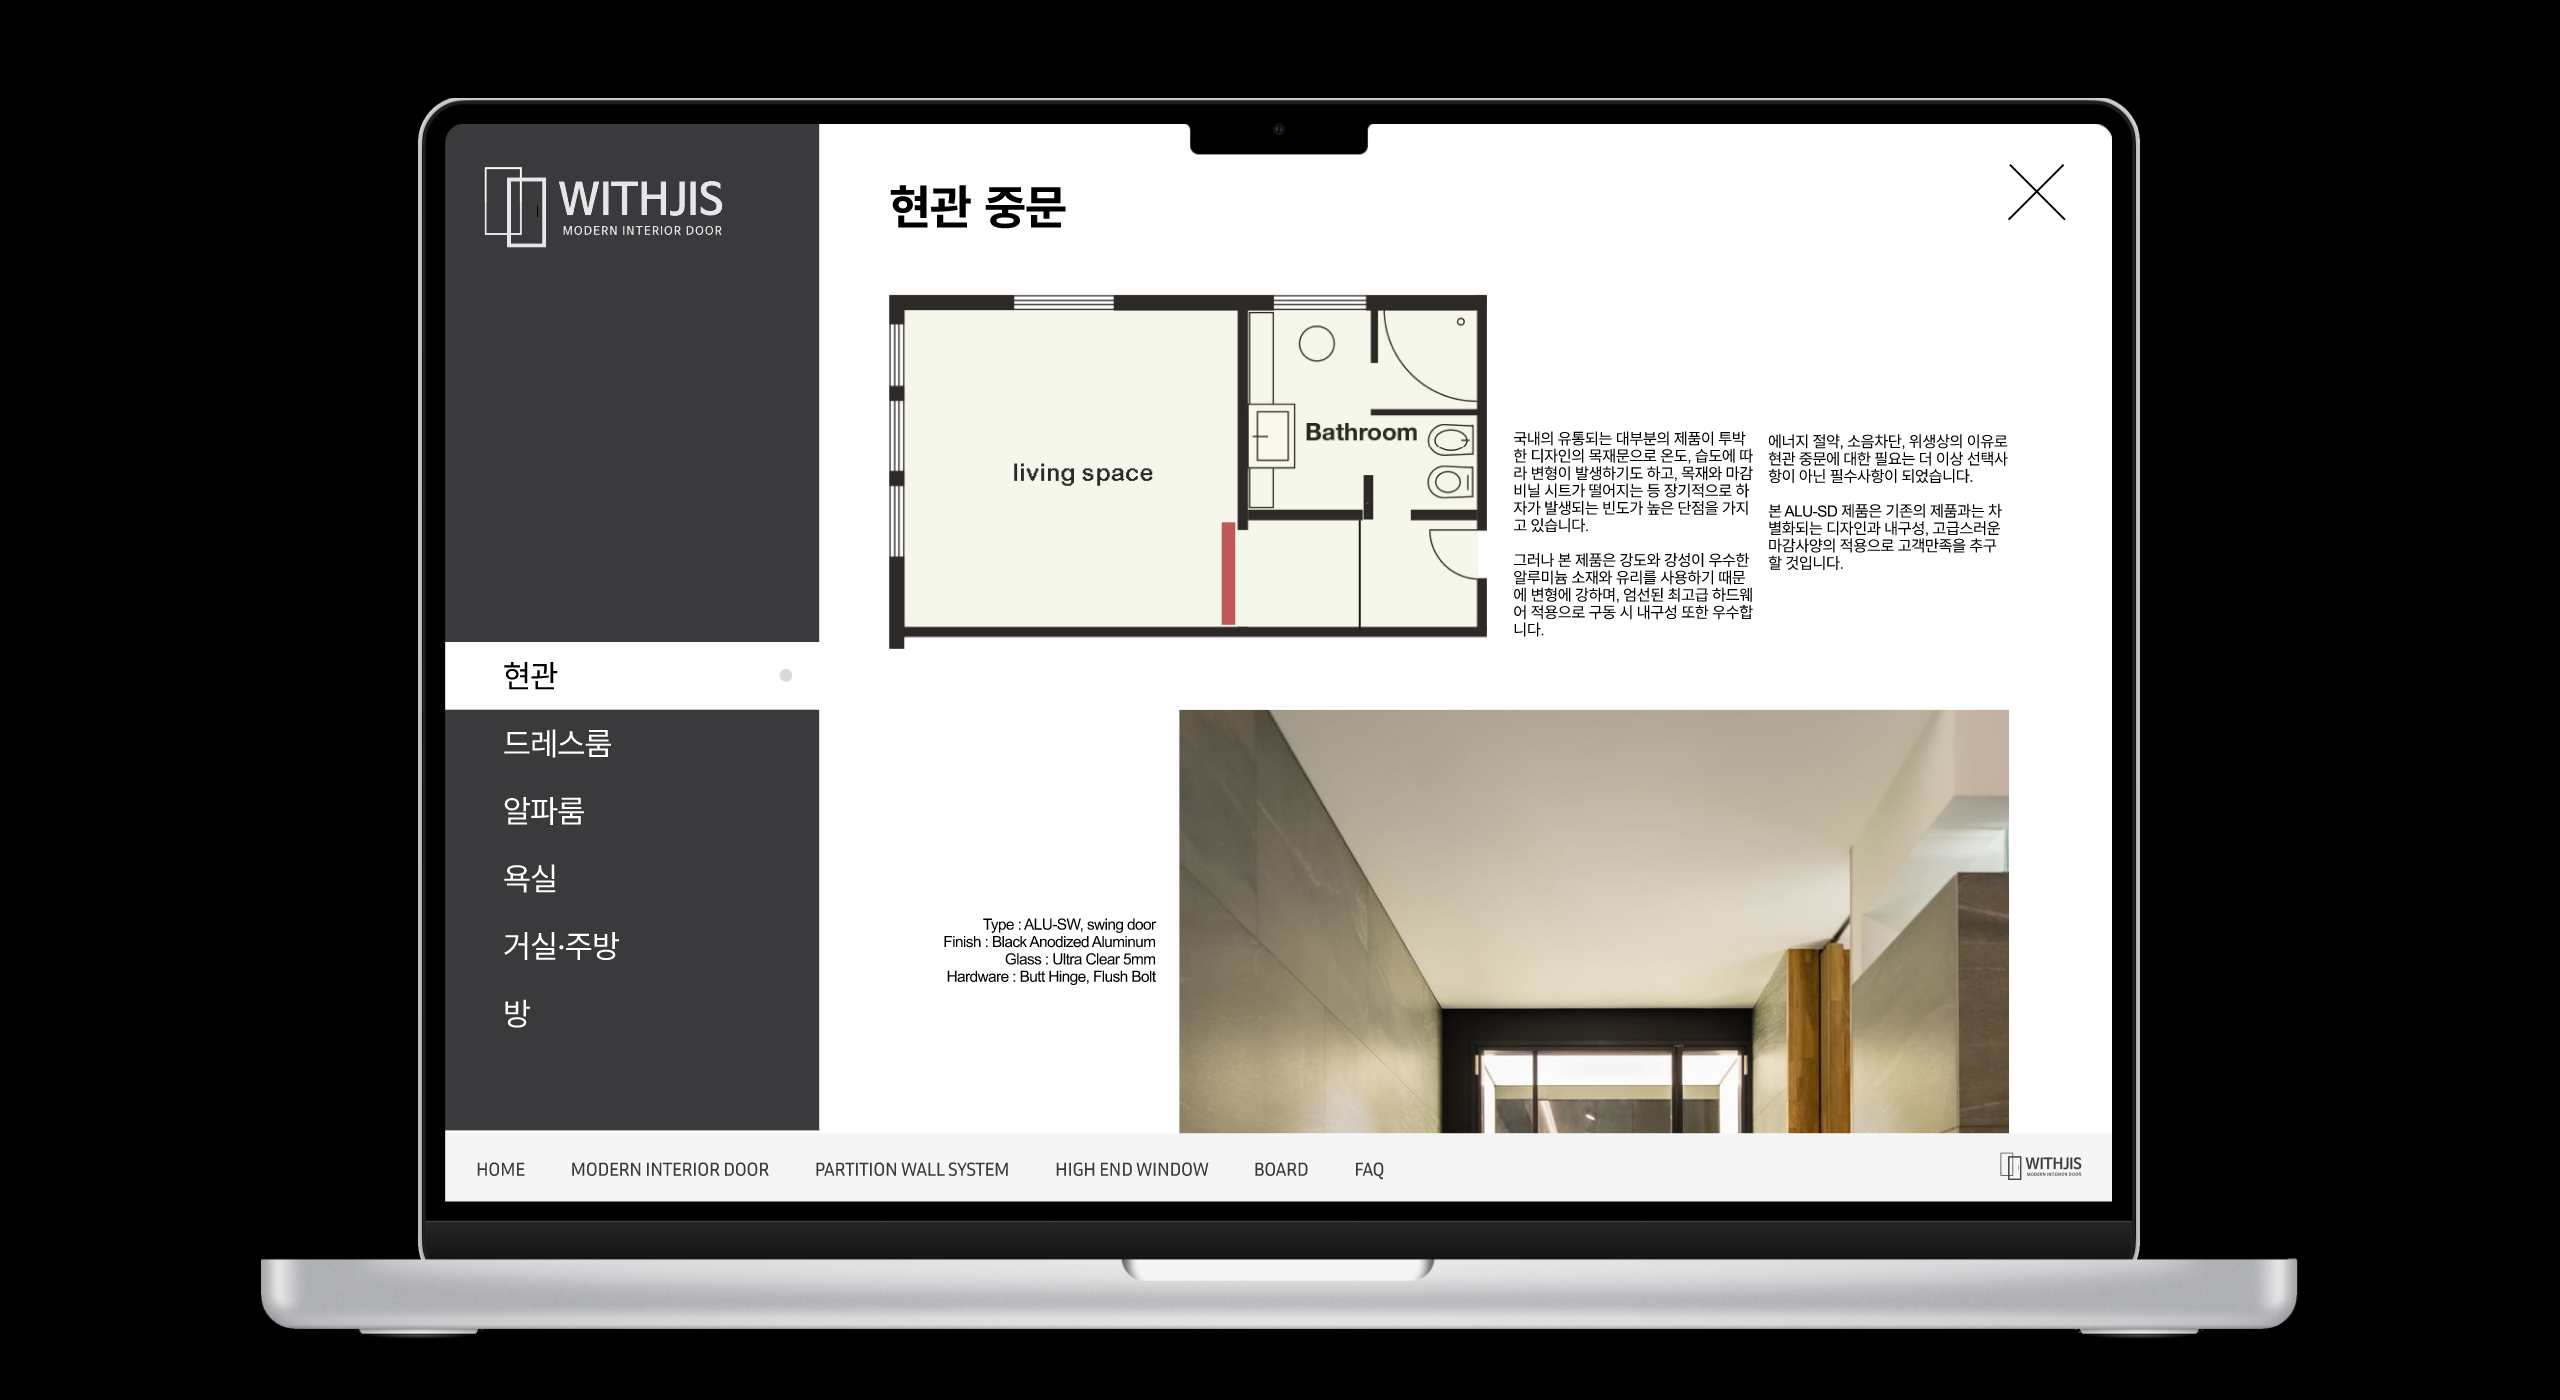 WITHJIS
MODERN INTERIOR DOOR
현관
드레스룸
알파룸
욕실
거실·주방
방
현관 중문
living space
Bathroom
국내의 유통되는 대부분의 제품이 투박
한 디자인의 목재문으로 온도, 습도에 따
라 변형이 발생하기도 하고, 목재와 마감
비닐 시트가 떨어지는 등 장기적으로 하
자가 발생되는 빈도가 높은 단점을 가지
고 있습니다.
그러나 본 제품은 강도와 강성이 우수한
알루미늄 소재와 유리를 사용하기 때문
에 변형에 강하며, 엄선된 최고급 하드웨
어 적용으로 구동 시 내구성 또한 우수합
니다.
에너지 절약, 소음차단, 위생상의 이유로
현관 중문에 대한 필요는 더 이상 선택사
항이 아닌 필수사항이 되었습니다.
본 ALU-SD 제품은 기존의 제품과는 차
별화되는 디자인과 내구성, 고급스러운
마감사양의 적용으로 고객만족을 추구
할 것입니다.
Type : ALU-SW, swing door
Finish : Black Anodized Aluminum
Glass : Ultra Clear 5mm
Hardware : Butt Hinge, Flush Bolt
HOME MODERN INTERIOR DOOR PARTITION WALL SYSTEM HIGH END WINDOW BOARD FAQ
WITHJIS
MODERN INTERIOR DOOR